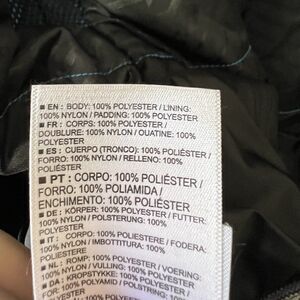 ■ EN : BODY: 100% POLYESTER / LINING:
100% NYLON / PADDING: 100% POLYESTER
■ FR : CORPS: 100% POLYESTER /
DOUBLURE: 100% NYLON / OUATINE: 100%
POLYESTER
■ ES : CUERPO (TRONCO): 100% POLIÉSTER /
FORRO: 100% NYLON / RELLENO: 100%
POLIÉSTER
■ PT : CORPO: 100% POLIÉSTER /
FORRO: 100% POLIAMIDA /
ENCHIMENTO: 100% POLIÉSTER
■ DE : KÖRPER: 100% POLYESTER / FUTTER:
100% NYLON / POLSTERUNG: 100%
POLYESTER
■ IT : CORPO: 100% POLIESTERE / FODERA:
100% NYLON / IMBOTTITURA: 100%
POLIESTERE
■ NL : ROMP: 100% POLYESTER / VOERING:
100% NYLON / VULLING: 100% POLYESTER
■ DA : KROPSTYKKE: 100% POLYESTER /
FOR: 100% POLYAMID / POLSTRING: 100%